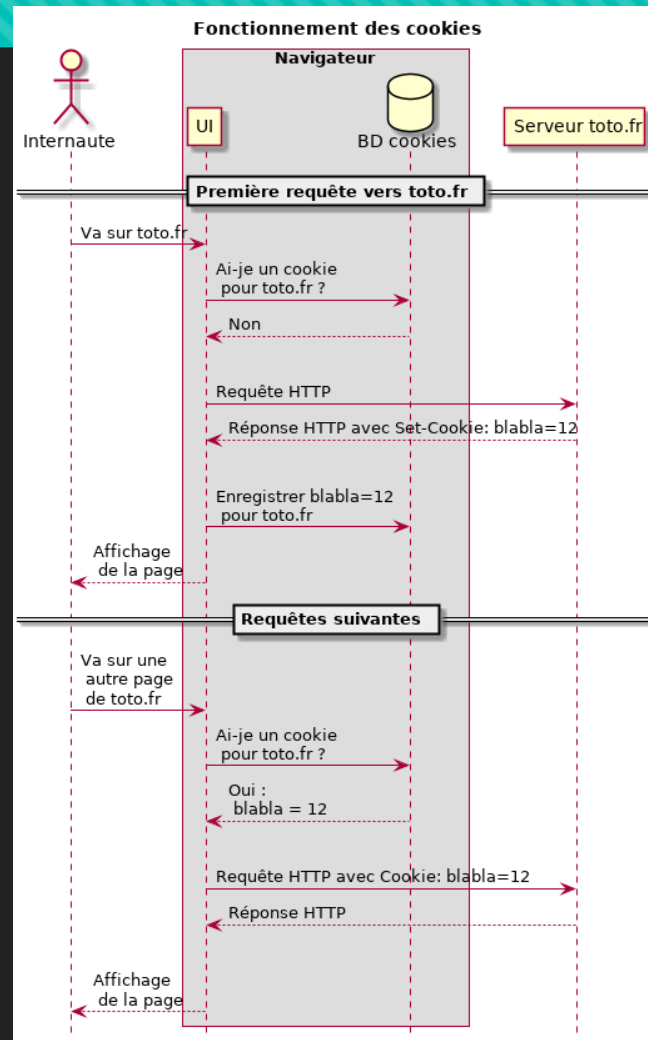 Fonctionnement des cookies
Navigateur
Internaute
UI
BD cookies
Serveur toto.fr
Première requête vers toto.fr
Va sur toto.fr
Ai-je un cookie
pour toto.fr ?
Non
Requête HTTP
Réponse HTTP avec Set-Cookie: blabla=12
Enregistrer blabla=12
pour toto.fr
Affichage
de la page
Requêtes suivantes
Va sur une
autre page
de toto.fr
Ai-je un cookie
pour toto.fr ?
Oui :
blabla = 12
Requête HTTP avec Cookie: blabla=12
Réponse HTTP
Affichage
de la page